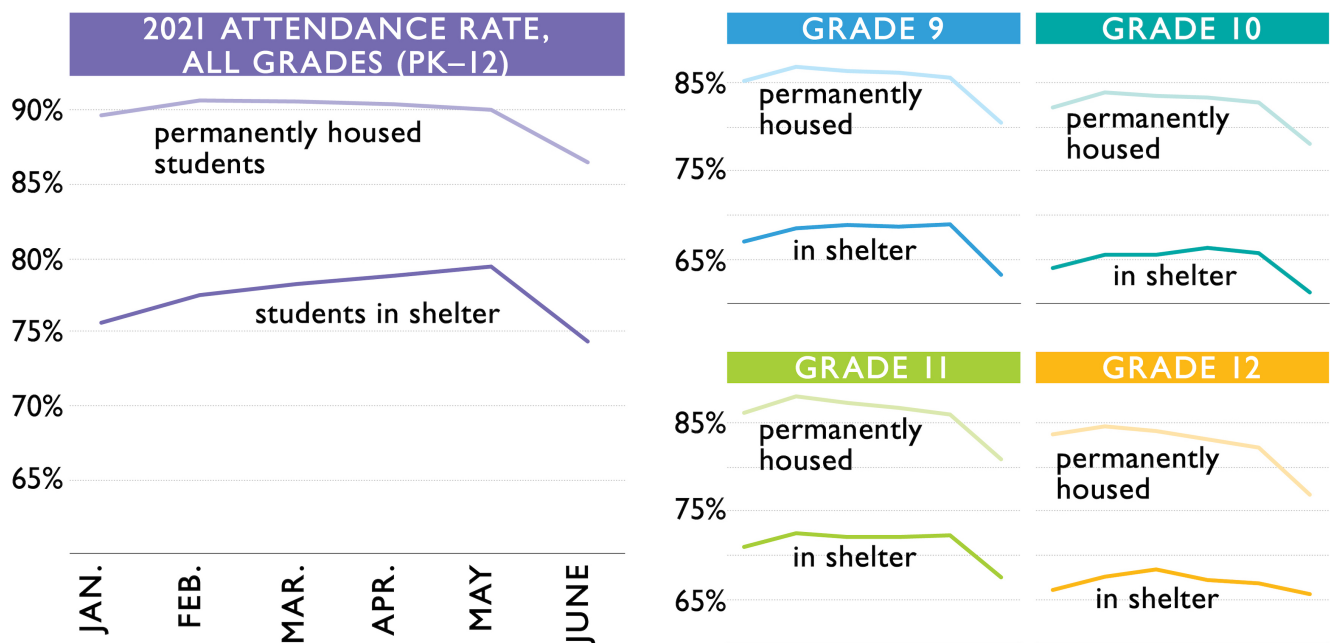 2021 ATTENDANCE RATE,
ALL GRADES (PK–12)
90%
85%
80%
75%
70%
65%
permanently housed
students
students in shelter
JAN.
FEB.
MAR.
APR.
MAY
JUNE
GRADE 9
85%
75%
65%
permanently
housed
in shelter
GRADE 10
permanently
housed
in shelter
GRADE 11
85%
75%
65%
permanently
housed
in shelter
GRADE 12
permanently
housed
in shelter